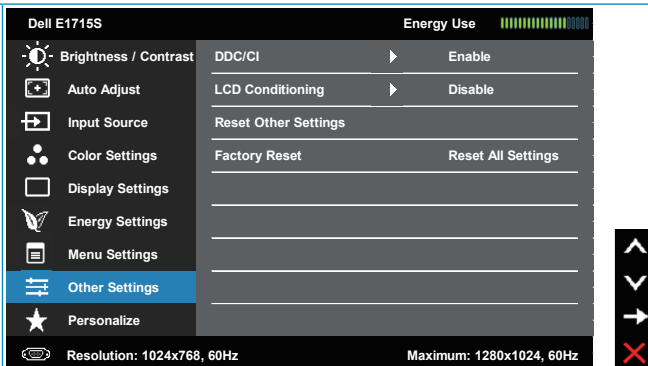 Dell E1715S Energy Use
Brightness / Contrast DDC/CI Enable
Auto Adjust LCD Conditioning Disable
Input Source Reset Other Settings
Color Settings Factory Reset Reset All Settings
Display Settings
Energy Settings
Menu Settings
Other Settings
Personalize
Resolution: 1024x768, 60Hz Maximum: 1280x1024, 60Hz